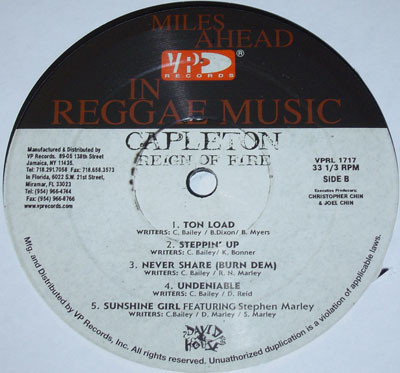 MILES
AHEAD
VP
®
RECORDS
IN
REGGAE MUSIC
CAPLETON
REIGN OF FIRE
Manufactured & Distributed by
VP Records. 89-05 138th Street
Jamaica, NY 11435.
Tel: 718.291.7058 Fax: 718.658.3573
In Florida, 6022 S.W. 21st Street,
Miramar, FL 33023
Tel: (954) 966-4744
Fax: (954) 966-8766
www.vprecords.com
VPRL 1717
33 1/3 RPM
SIDE B
Executive Producers:
CHRISTOPHER CHIN
& JOEL CHIN
1. TON LOAD
WRITERS: C. Bailey / B.Dixon/ B. Myers
2. STEPPIN' UP
WRITERS: C. Bailey/ K. Bonner
3. NEVER SHARE (BURN DEM)
WRITERS: C.Bailey / R. N. Marley
4. UNDENIABLE
WRITERS: C.Bailey / D. Reid
5. SUNSHINE GIRL FEATURING Stephen Marley
WRITERS: C.Bailey / D. Marley / S. Marley
DAVID
HOUSE
Mfg. and Distributed by VP Records, Inc. All rights reserved. Unauthorized duplication is a violation of applicable laws.